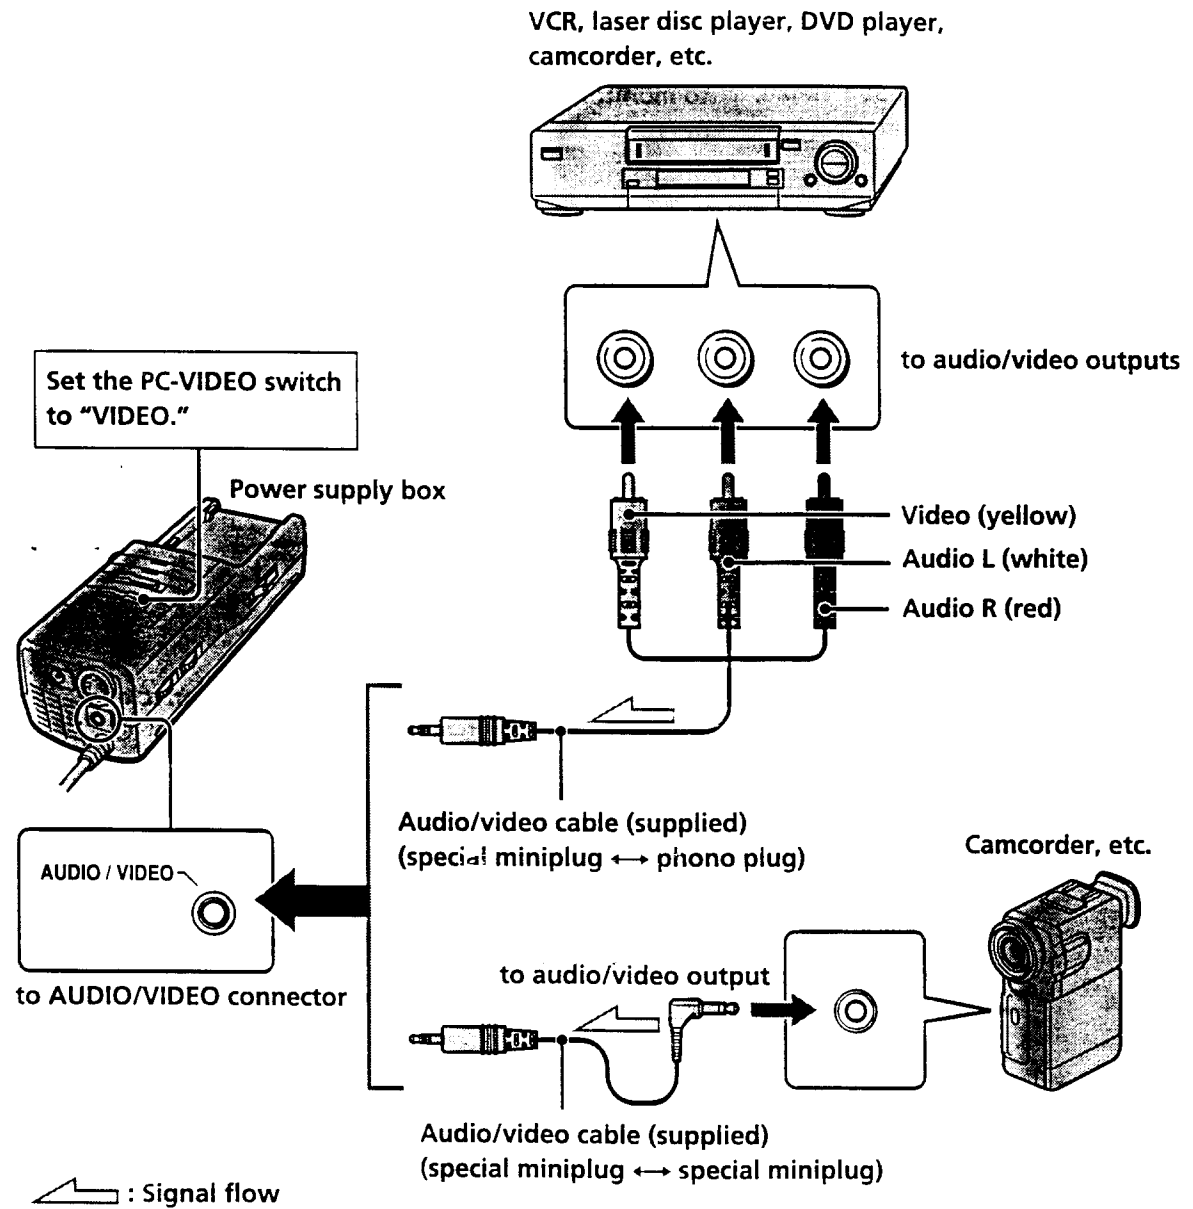 VCR, laser disc player, DVD player,
camcorder, etc.
to audio/video outputs
Set the PC-VIDEO switch
to "VIDEO."
Power supply box
Video (yellow)
Audio L (white)
Audio R (red)
Audio/video cable (supplied)
(special miniplug ↔ phono plug)
Camcorder, etc.
AUDIO / VIDEO
to audio/video output
to AUDIO/VIDEO connector
Audio/video cable (supplied)
(special miniplug ↔ special miniplug)
: Signal flow